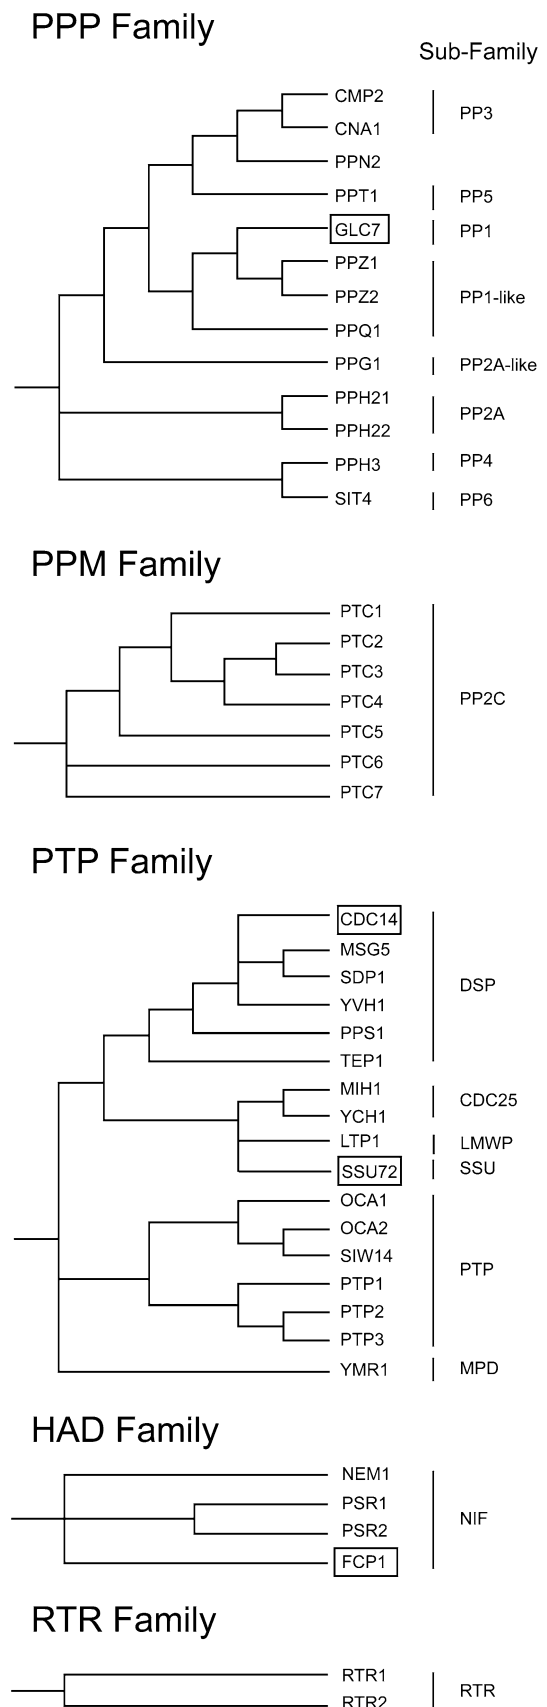 PPP Family
Sub-Family
CMP2
CNA1
PP3
PPN2
PPT1 PP5
GLC7 PP1
PPZ1
PPZ2 PP1-like
PPQ1
PPG1 PP2A-like
PPH21
PP2A
PPH22
PPH3 PP4
SIT4 PP6
PPM Family
PTC1
PTC2
PTC3
PTC4 PP2C
PTC5
PTC6
PTC7
PTP Family
CDC14
MSG5
SDP1 DSP
YVH1
PPS1
TEP1
MIH1
CDC25
YCH1
LTP1 LMWP
SSU72 SSU
OCA1
OCA2
SIW14 PTP
PTP1
PTP2
PTP3
YMR1 MPD
HAD Family
NEM1
PSR1
NIF
PSR2
FCP1
RTR Family
RTR1
RTR
RTR2